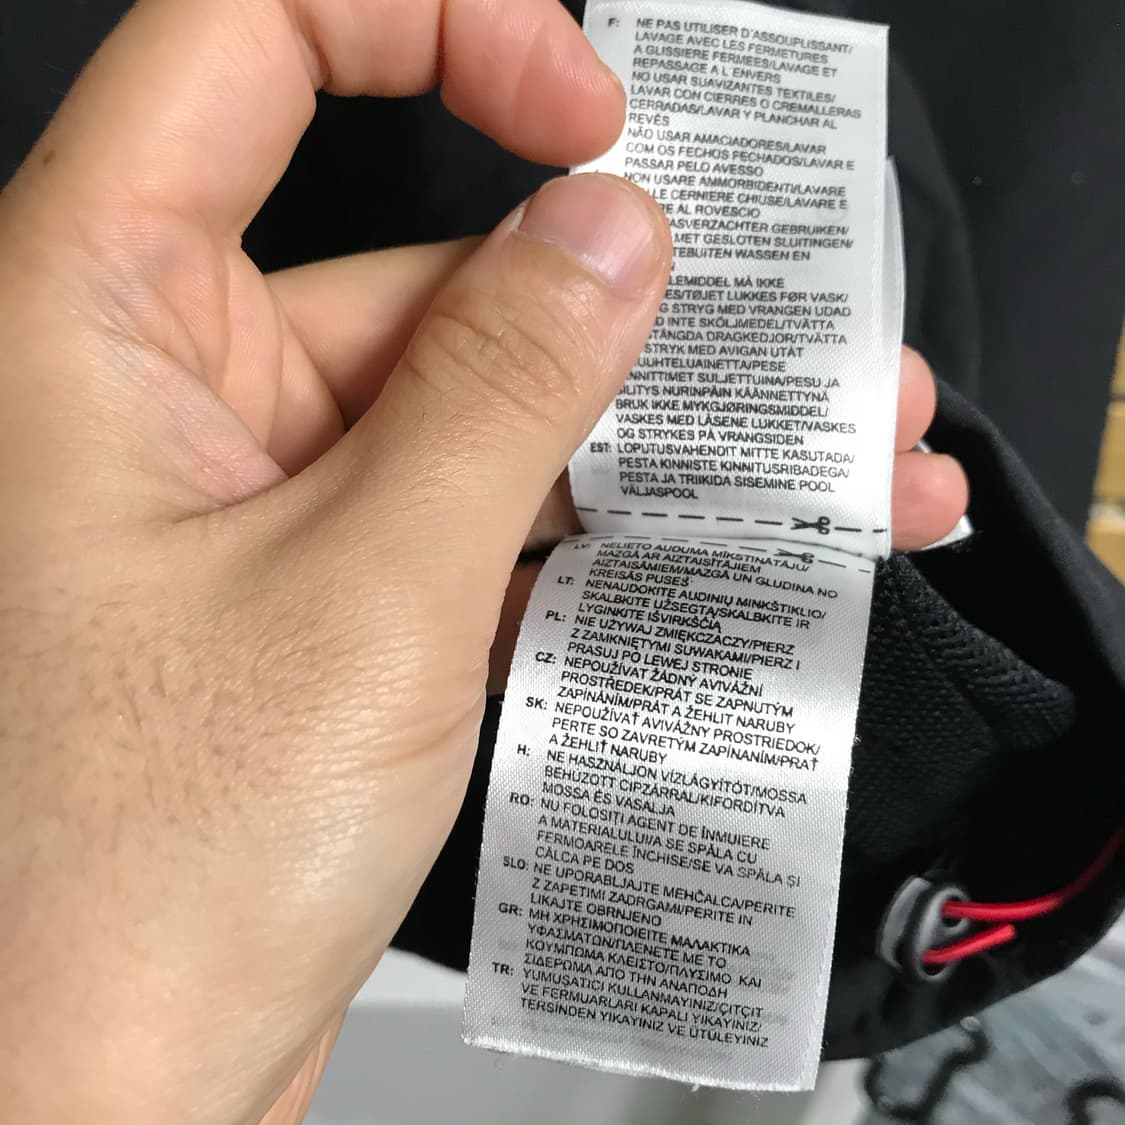 F: NE PAS UTILISER D'ASSOUPLISSANT/
LAVAGE AVEC LES FERMETURES
A GLISSIERE FERMEES/LAVAGE ET
REPASSAGE A L'ENVERS
NO USAR SUAVIZANTES TEXTILES/
LAVAR CON CIERRES O CREMALLERAS
CERRADAS/LAVAR Y PLANCHAR AL
REVÉS
NÃO USAR AMACIADORES/LAVAR
COM OS FECHOS FECHADOS/LAVAR E
PASSAR PELO AVESSO
NON USARE AMMORBIDENTI/LAVARE
LE CERNIERE CHIUSE/LAVARE E
RE AL ROVESCIO
ASVERZACHTER GEBRUIKEN/
MET GESLOTEN SLUITINGEN/
TEBUITEN WASSEN EN
LEMIDDEL MÅ IKKE
ES/TØJET LUKKES FØR VASK/
G STRYG MED VRANGEN UDAD
D INTE SKÖLJMEDEL/TVÄTTA
STÄNGDA DRAGKEDJOR/TVÄTTA
STRYK MED AVIGAN UTÅT
UUHTELUAINETTA/PESE
NNITTIMET SULJETTUINA/PESU JA
SILITYS NURINPÄIN KÄÄNNETTYNÄ
BRUK IKKE MYKGJØRINGSMIDDEL/
VASKES MED LÅSENE LUKKET/VASKES
OG STRYKES PÅ VRANGSIDEN
EST: LOPUTUSVAHENDIT MITTE KASUTADA/
PESTA KINNISTE KINNITUSRIBADEGA/
PESTA JA TRIIKIDA SISEMINE POOL
VÄLJASPOOL
LV: NELIETO AUDUMA MĪKSTINĀTĀJU/
MAZGĀ AR AIZTAISĪTĀJIEM
AIZTAISĀMIEM/MAZGĀ UN GLUDINA NO
KREISĀS PUSES
LT: NENAUDOKITE AUDINIŲ MINKŠTIKLIO/
SKALBKITE UŽSEGTĄ/SKALBKITE IR
LYGINKITE IŠVIRKŠČIĄ
PL: NIE UŻYWAJ ZMIĘKCZACZY/PIERZ
Z ZAMKNIĘTYMI SUWAKAMI/PIERZ I
PRASUJ PO LEWEJ STRONIE
CZ: NEPOUŽÍVAT ŽÁDNÝ AVIVÁŽNÍ
PROSTŘEDEK/PRÁT SE ZAPNUTÝM
ZAPÍNÁNÍM/PRÁT A ŽEHLIT NARUBY
SK: NEPOUŽÍVAŤ AVIVÁŽNY PROSTRIEDOK/
PERTE SO ZAVRETÝM ZAPÍNANÍM/PRAŤ
A ŽEHLIŤ NARUBY
H: NE HASZNÁLJON VÍZLÁGYÍTÓT/MOSSA
BEHÚZOTT CIPZÁRRAL/KIFORDÍTVA
MOSSA ÉS VASALJA
RO: NU FOLOSIȚI AGENT DE ÎNMUIERE
A MATERIALULUI/A SE SPĂLA CU
FERMOARELE ÎNCHISE/SE VA SPĂLA ȘI
CĂLCA PE DOS
SLO: NE UPORABLJAJTE MEHČALCA/PERITE
Z ZAPETIMI ZADRGAMI/PERITE IN
LIKAJTE OBRNJENO
GR: ΜΗ ΧΡΗΣΙΜΟΠΟΙΕΙΤΕ ΜΑΛΑΚΤΙΚΑ
ΥΦΑΣΜΑΤΩΝ/ΠΛΕΝΕΤΕ ΜΕ ΤΟ
ΚΟΥΜΠΩΜΑ ΚΛΕΙΣΤΟ/ΠΛΥΣΙΜΟ ΚΑΙ
ΣΙΔΕΡΩΜΑ ΑΠΟ ΤΗΝ ΑΝΑΠΟΔΗ
TR: YUMUŞATICI KULLANMAYINIZ/ÇITÇIT
VE FERMUARLARI KAPALI YIKAYINIZ/
TERSİNDEN YIKAYINIZ VE ÜTÜLEYİNİZ